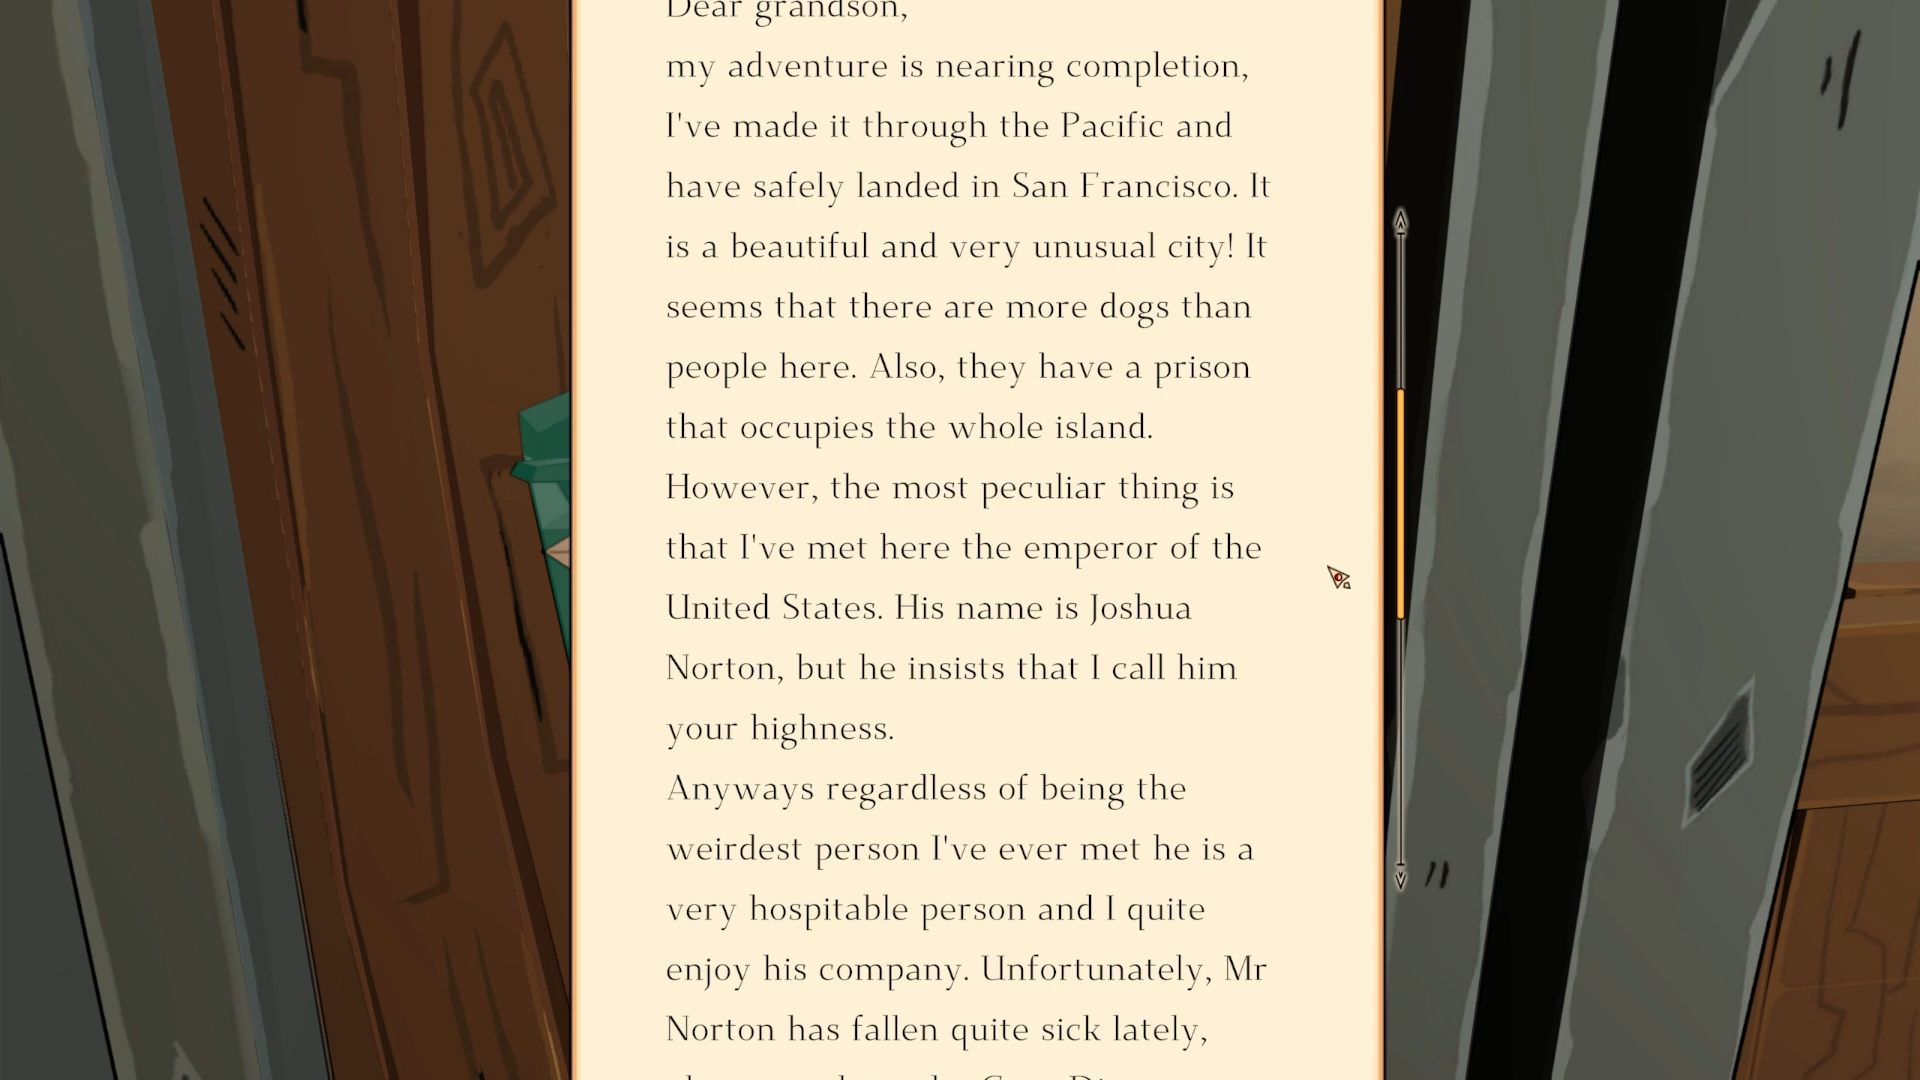 Dear grandson,
my adventure is nearing completion,
I've made it through the Pacific and
have safely landed in San Francisco. It
is a beautiful and very unusual city! It
seems that there are more dogs than
people here. Also, they have a prison
that occupies the whole island.
However, the most peculiar thing is
that I've met here the emperor of the
United States. His name is Joshua
Norton, but he insists that I call him
your highness.
Anyways regardless of being the
weirdest person I've ever met he is a
very hospitable person and I quite
enjoy his company. Unfortunately, Mr
Norton has fallen quite sick lately,